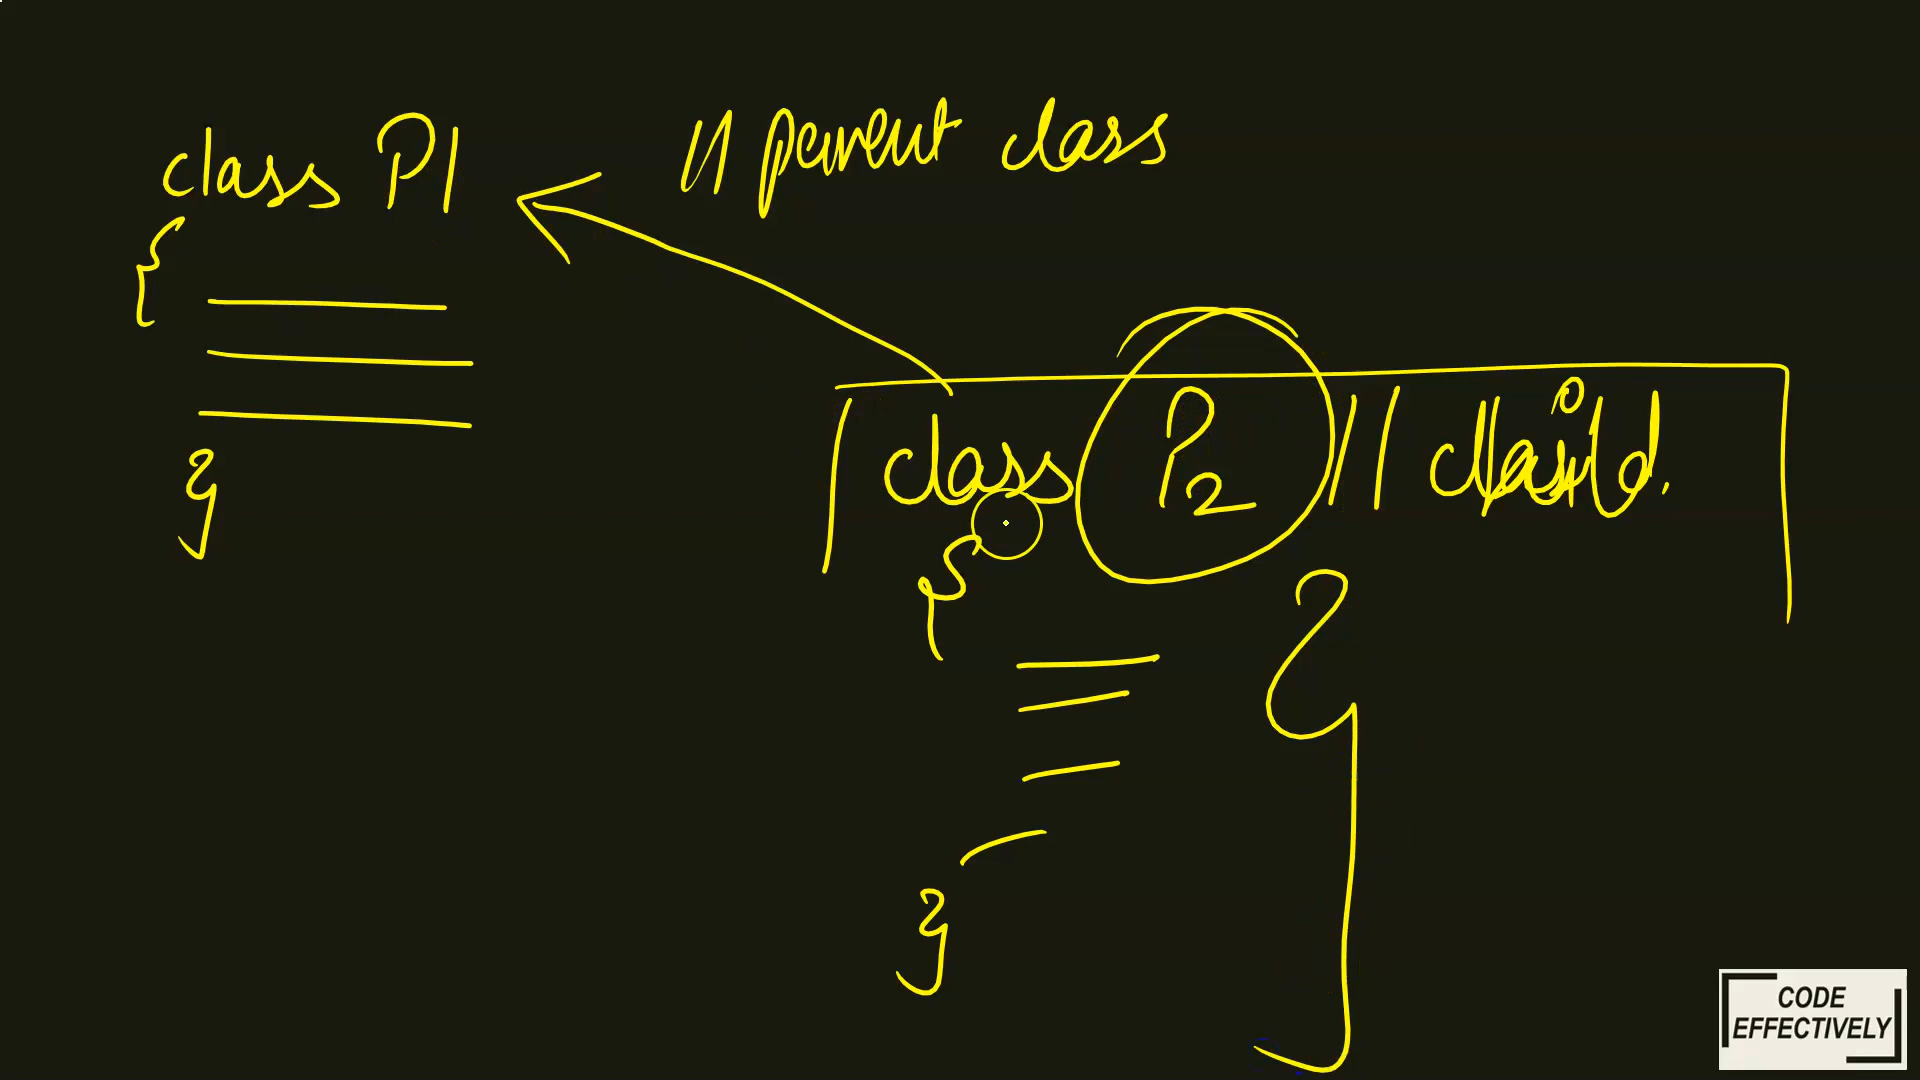 class P1 // parent class
{
}
class P2 // child.
{
}
CODE
EFFECTIVELY